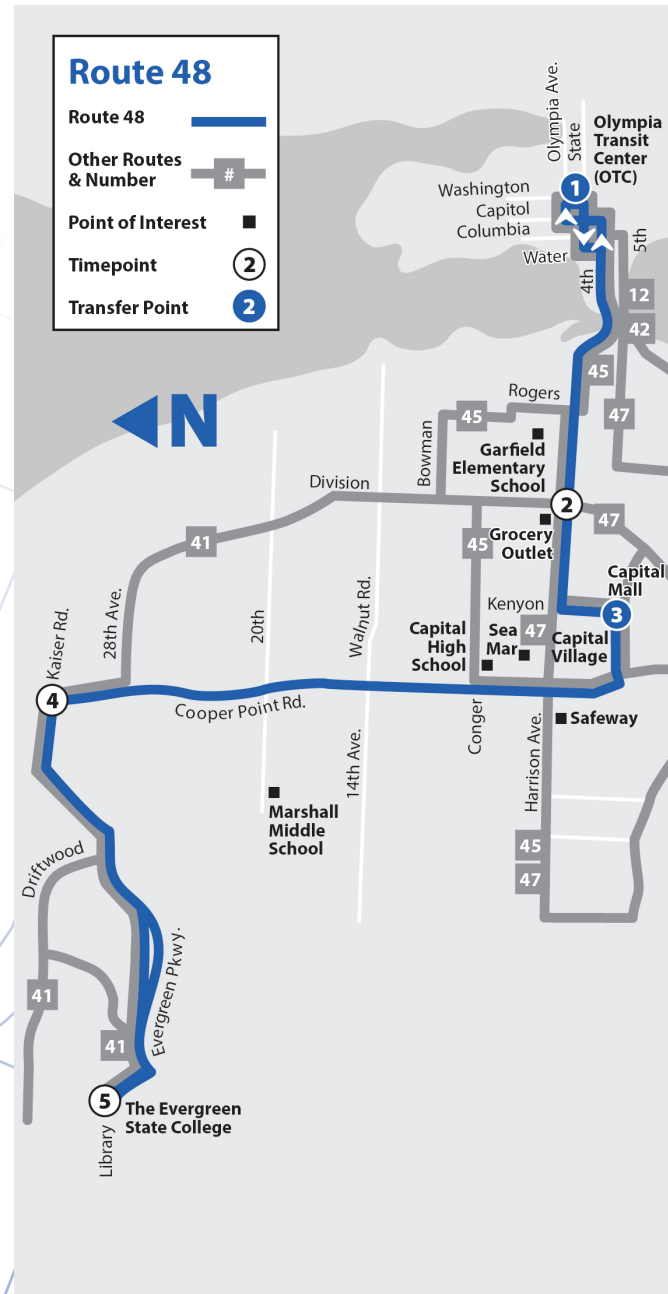 Route 48
Route 48
Other Routes
& Number
#
Point of Interest
Timepoint
2
Transfer Point
2
N
Olympia Ave.
State
Olympia
Transit
Center
(OTC)
1
Washington
Capitol
Columbia
Water
4th
5th
12
42
45
47
Rogers
45
Bowman
Garfield
Elementary
School
Division
2
47
41
45
Grocery
Outlet
Capital
Mall
3
Kenyon
47
Capital
Village
Sea
Mar
Capital
High
School
Kaiser Rd.
28th Ave.
20th
Walnut Rd.
4
Cooper Point Rd.
Conger
Harrison Ave.
Safeway
14th Ave.
Marshall
Middle
School
45
47
Driftwood
Evergreen Pkwy.
41
41
5
The Evergreen
State College
Library